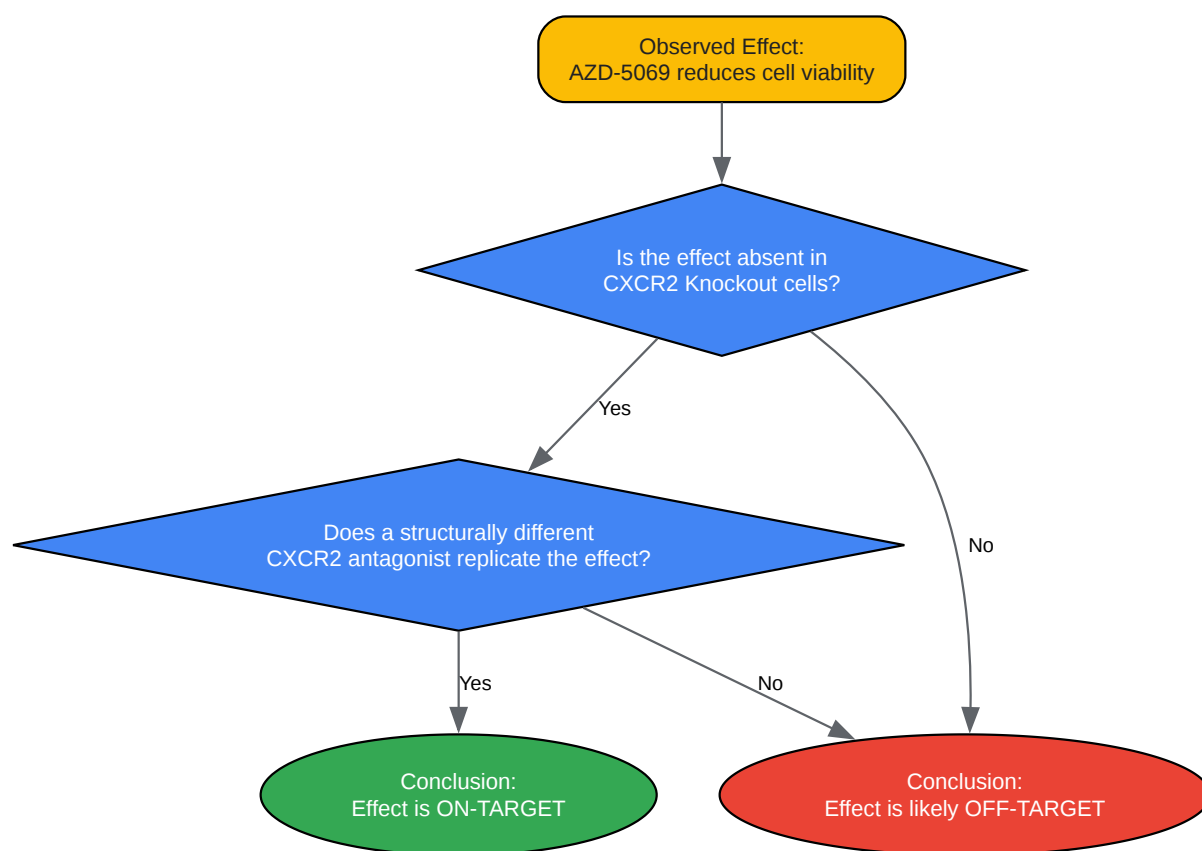 Observed Effect:
AZD-5069 reduces cell viability
Is the effect absent in
CXCR2 Knockout cells?
Yes
No
Does a structurally different
CXCR2 antagonist replicate the effect?
Yes
No
Conclusion:
Effect is ON-TARGET
Conclusion:
Effect is likely OFF-TARGET